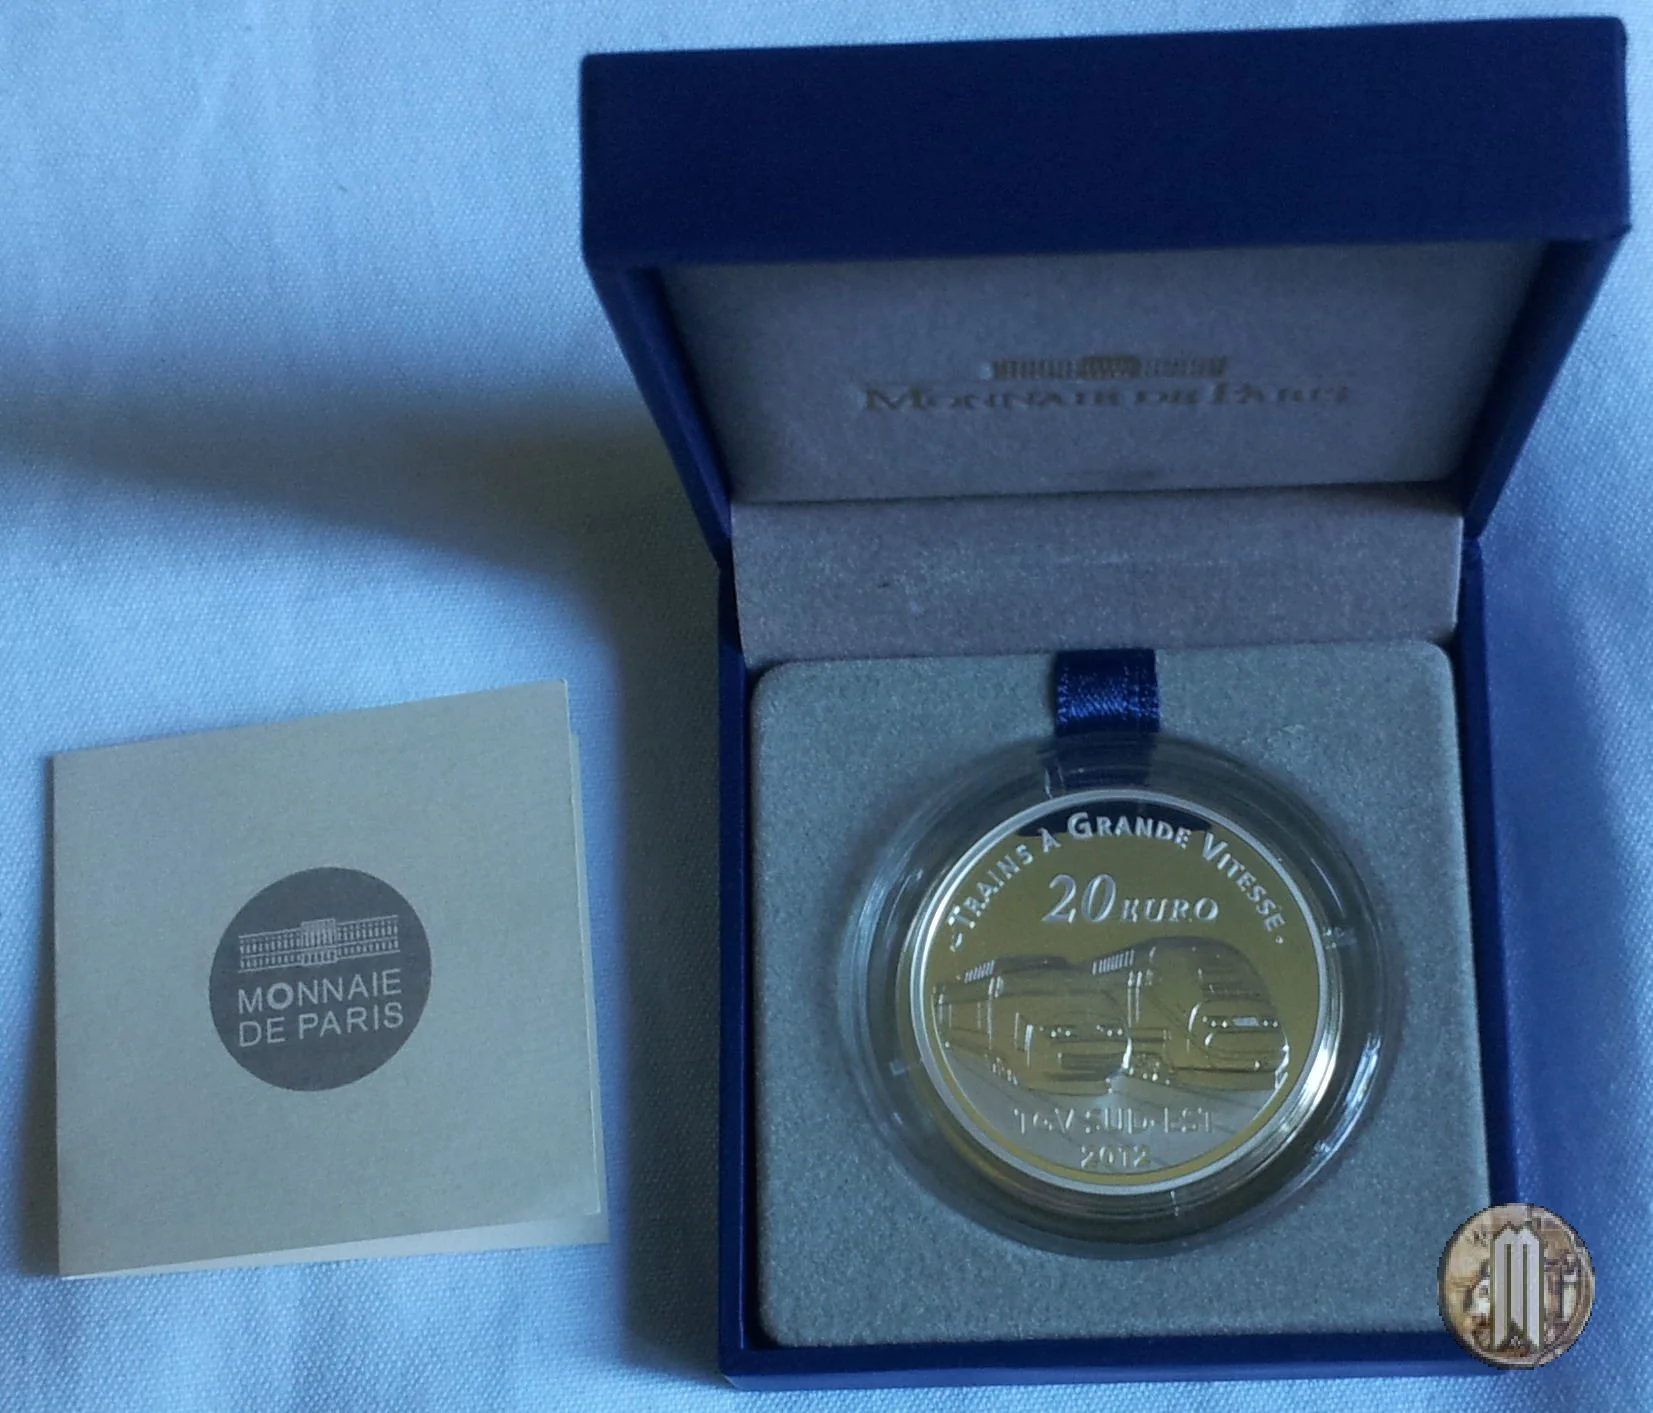 MONNAIE DE PARIS
- TRAINS À GRANDE VITESSE -
20 EURO
TGV SUD-EST
2012
MONNAIE
DE PARIS